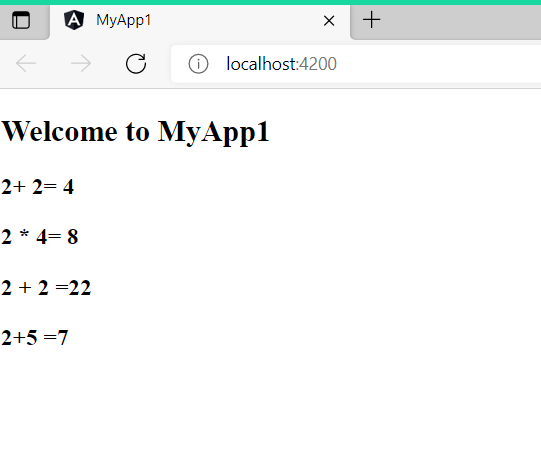 MyApp1
localhost:4200
Welcome to MyApp1
2+ 2= 4
2 * 4= 8
2 + 2 =22
2+5 =7